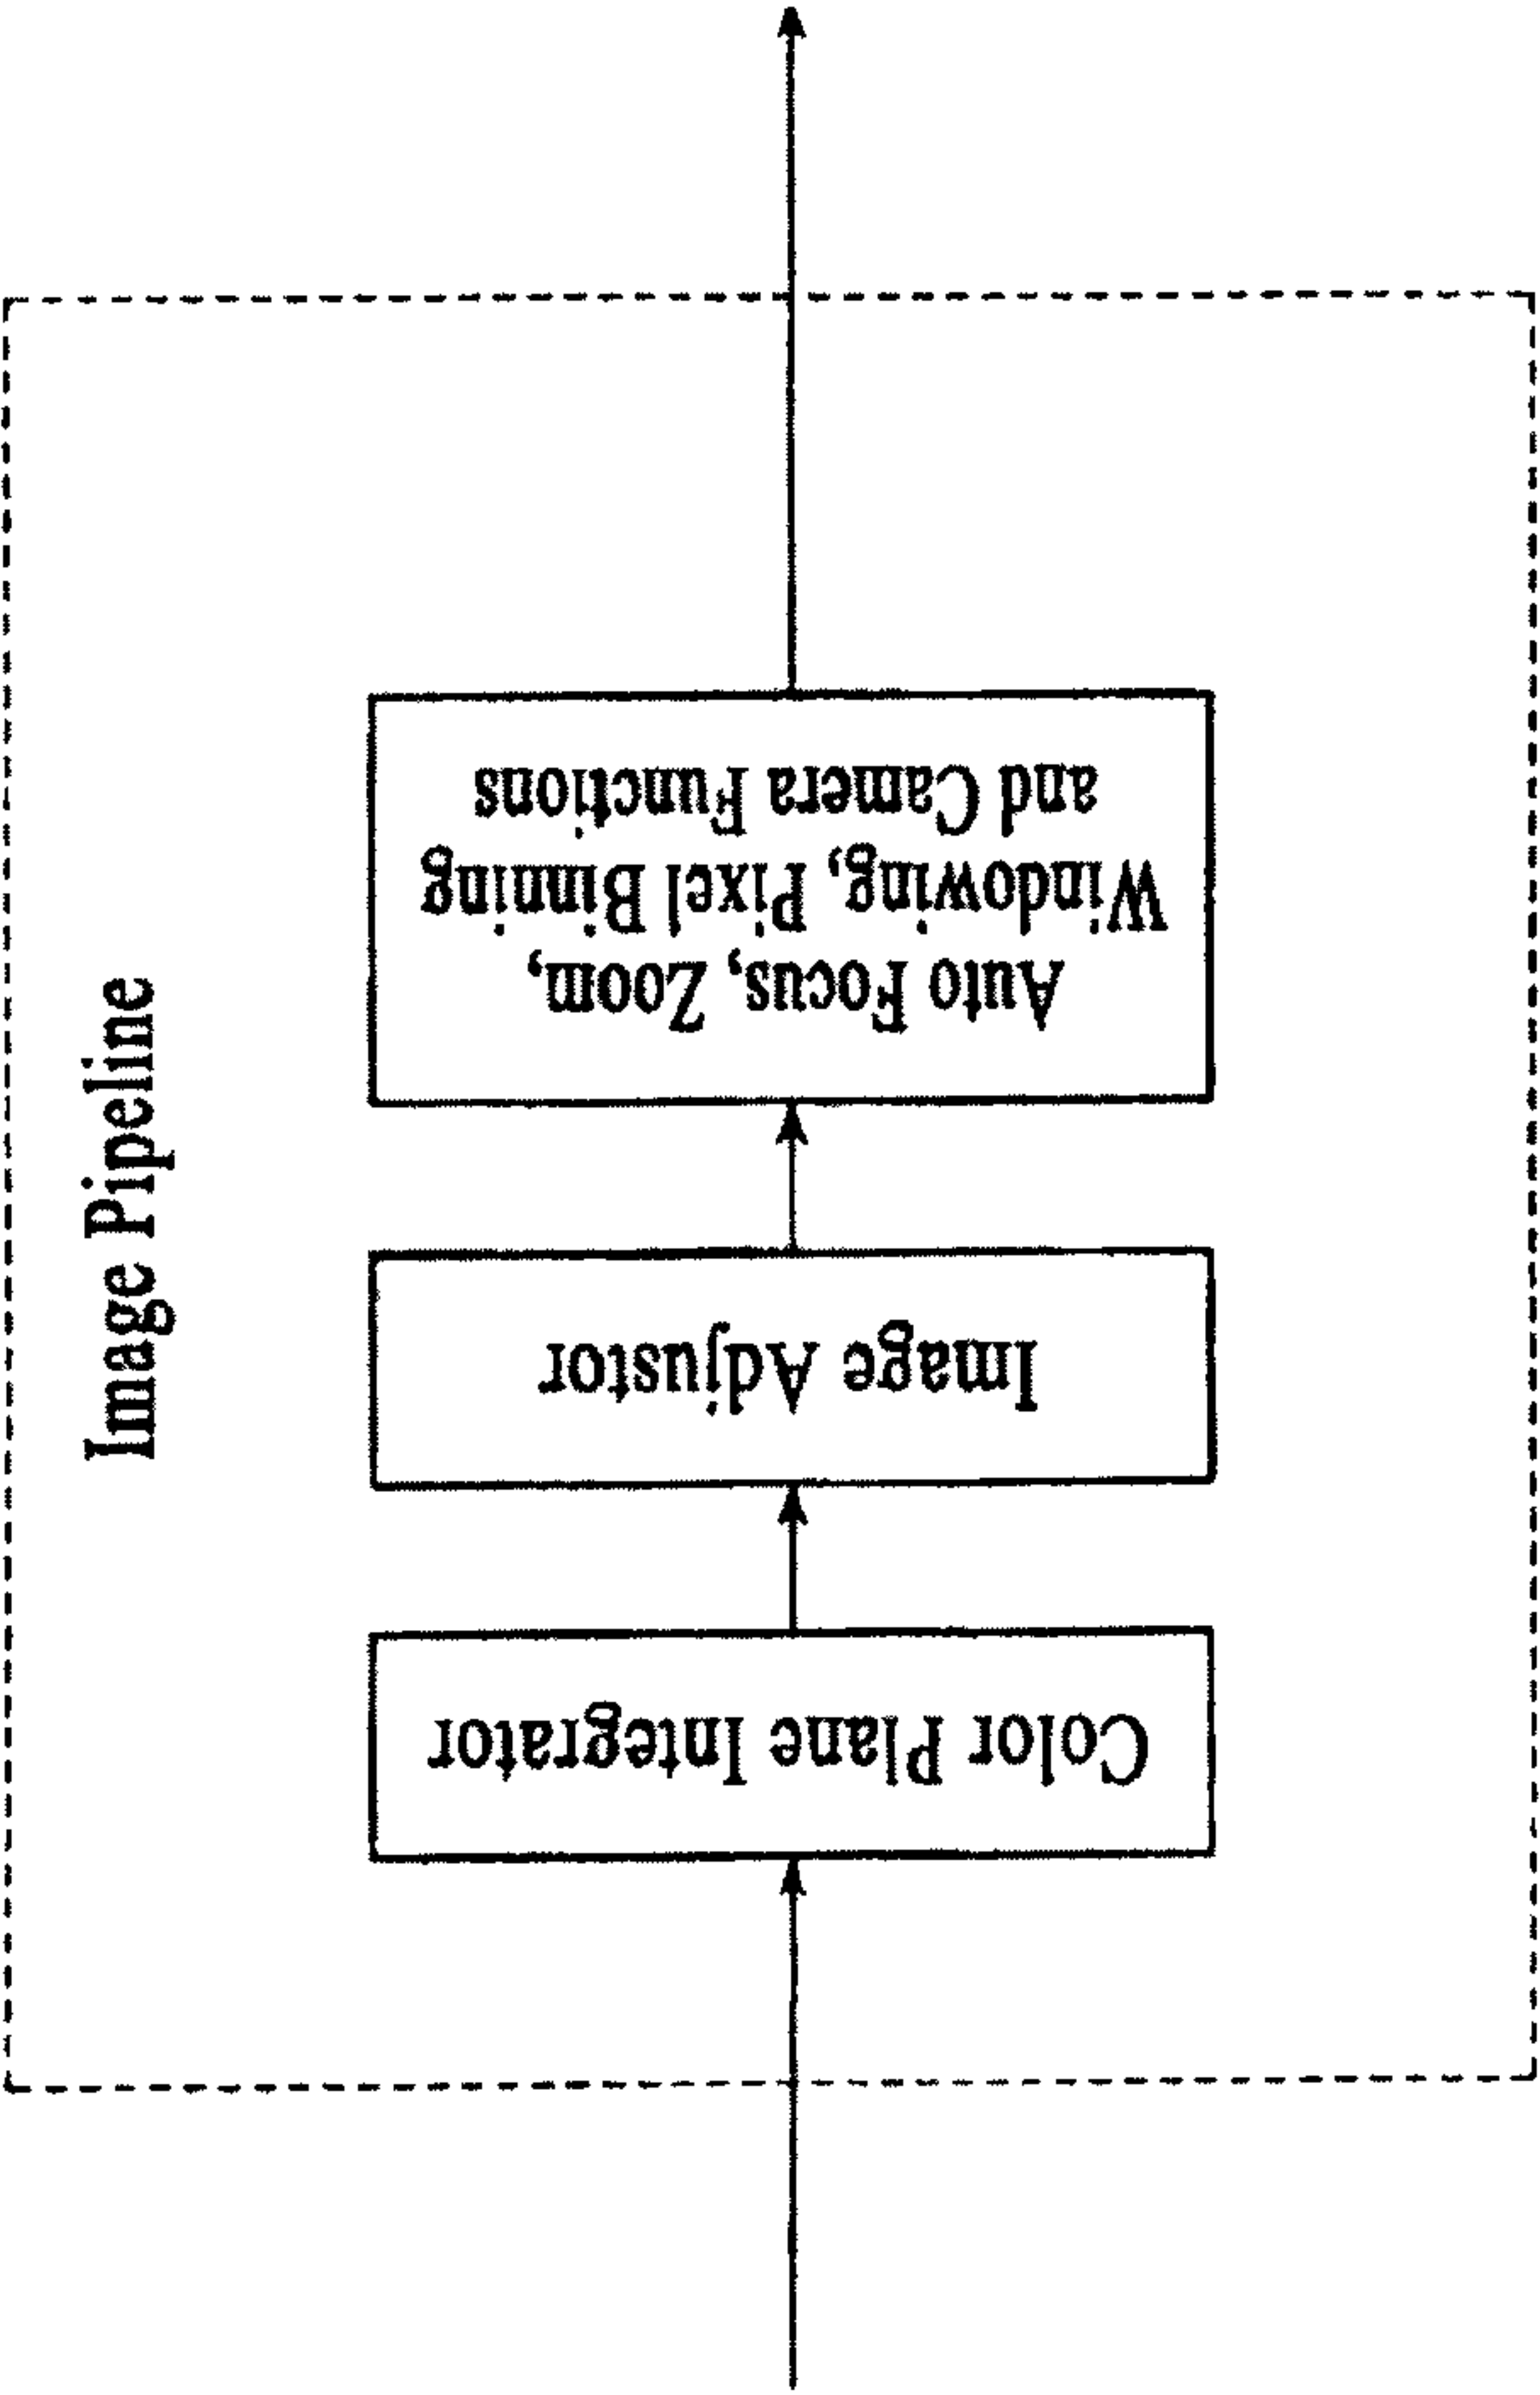 Image Pipeline
Color Plane Integrator
Image Adjustor
Auto Focus, Zoom,
Windowing, Pixel Binning
and Camera Functions